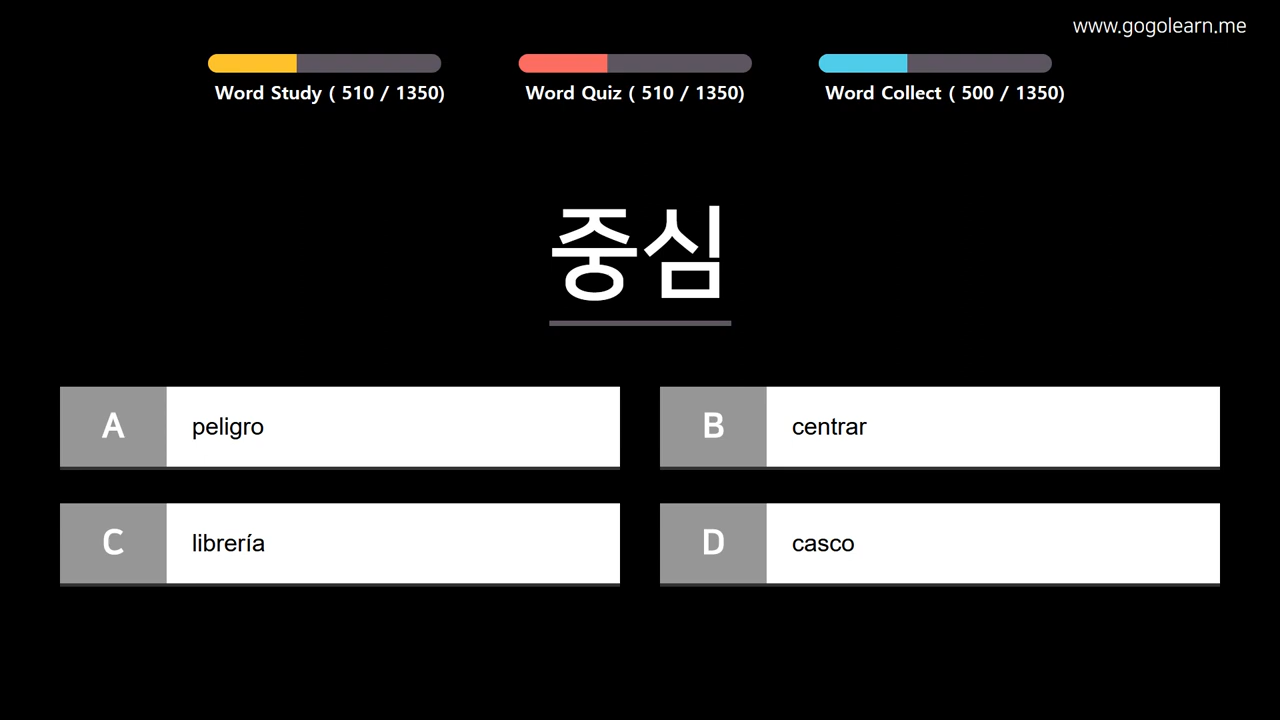 www.gogolearn.me
Word Study ( 510 / 1350)
Word Quiz ( 510 / 1350)
Word Collect ( 500 / 1350)
중심
A peligro
B centrar
C librería
D casco